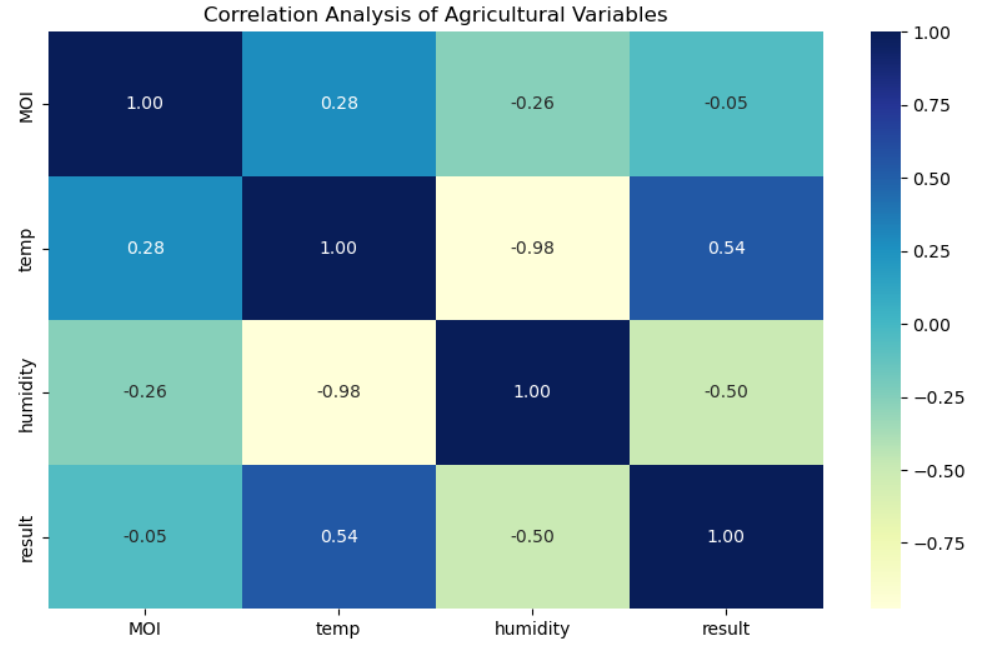 Correlation Analysis of Agricultural Variables
MOI 1.00 0.28 -0.26 -0.05
temp 0.28 1.00 -0.98 0.54
humidity -0.26 -0.98 1.00 -0.50
result -0.05 0.54 -0.50 1.00
MOI temp humidity result
1.00
0.75
0.50
0.25
0.00
−0.25
−0.50
−0.75